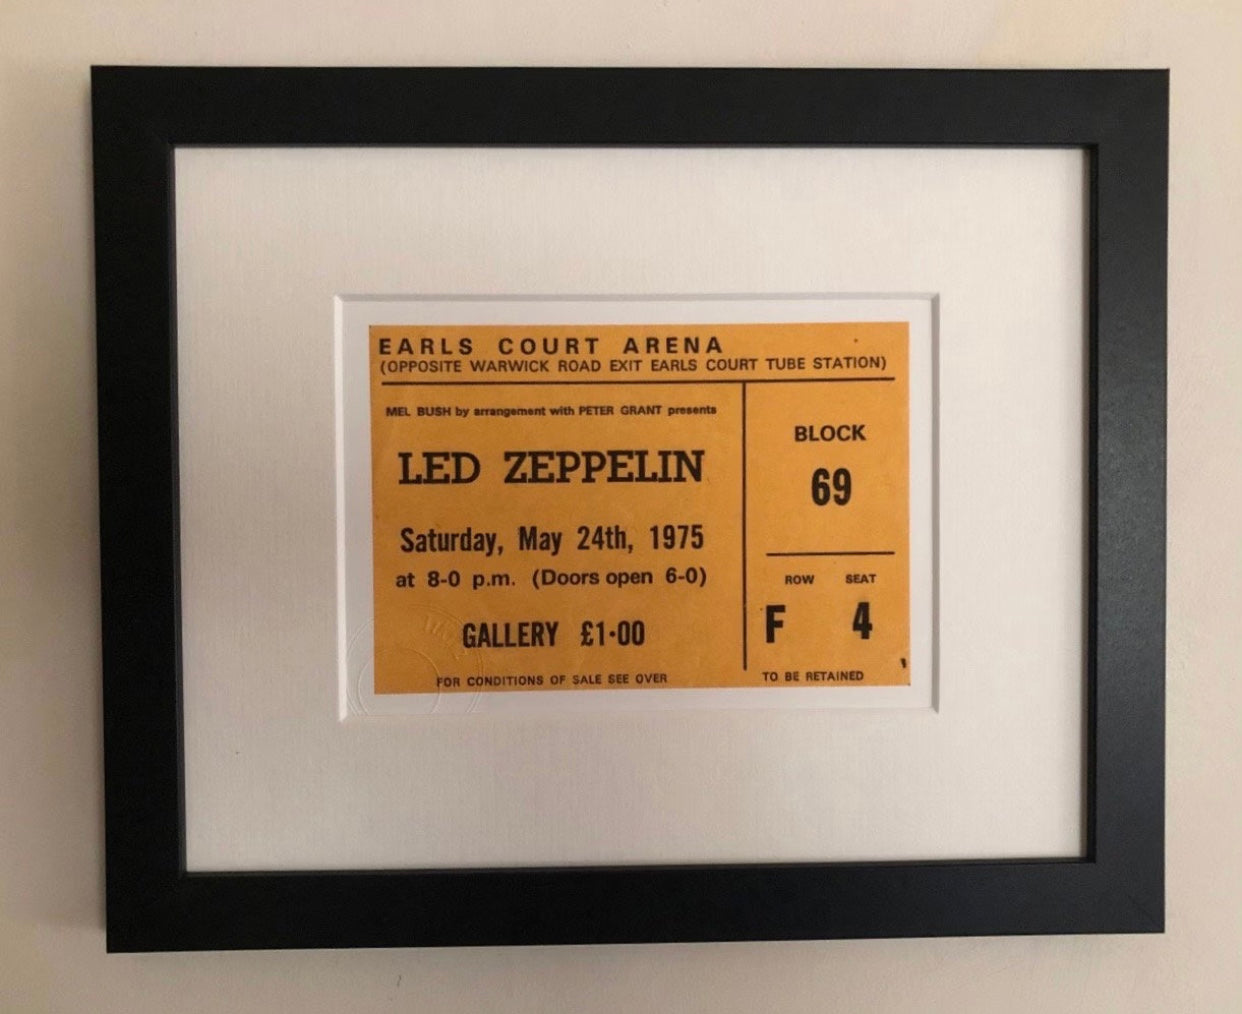 EARLS COURT ARENA
(OPPOSITE WARWICK ROAD EXIT EARLS COURT TUBE STATION)
MEL BUSH by arrangement with PETER GRANT presents
LED ZEPPELIN
Saturday, May 24th, 1975
at 8-0 p.m. (Doors open 6-0)
GALLERY £1·00
FOR CONDITIONS OF SALE SEE OVER
BLOCK
69
ROW SEAT
F 4
TO BE RETAINED